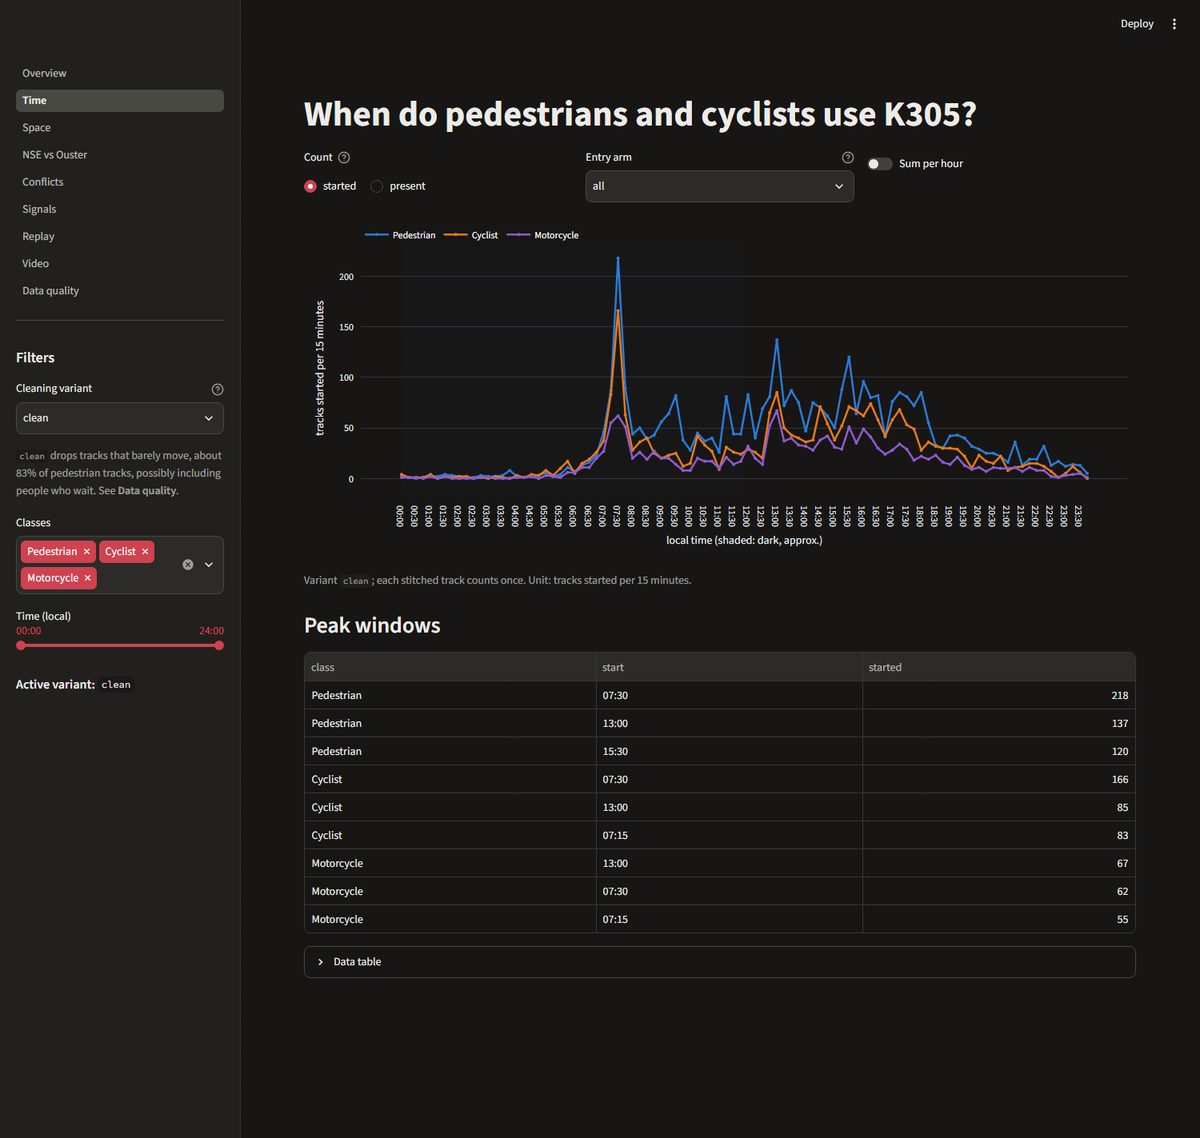 Deploy
Overview
Time
Space
NSE vs Ouster
Conflicts
Signals
Replay
Video
Data quality
Filters
Cleaning variant
clean
clean drops tracks that barely move, about
83% of pedestrian tracks, possibly including
people who wait. See Data quality.
Classes
Pedestrian
Cyclist
Motorcycle
Time (local)
00:00 24:00
Active variant: clean
When do pedestrians and cyclists use K305?
Count
started present
Entry arm
all
Sum per hour
Pedestrian Cyclist Motorcycle
tracks started per 15 minutes
200
150
100
50
0
00:00 00:30 01:00 01:30 02:00 02:30 03:00 03:30 04:00 04:30 05:00 05:30 06:00 06:30 07:00 07:30 08:00 08:30 09:00 09:30 10:00 10:30 11:00 11:30 12:00 12:30 13:00 13:30 14:00 14:30 15:00 15:30 16:00 16:30 17:00 17:30 18:00 18:30 19:00 19:30 20:00 20:30 21:00 21:30 22:00 22:30 23:00 23:30
local time (shaded: dark, approx.)
Variant clean ; each stitched track counts once. Unit: tracks started per 15 minutes.
Peak windows
class start started
Pedestrian 07:30 218
Pedestrian 13:00 137
Pedestrian 15:30 120
Cyclist 07:30 166
Cyclist 13:00 85
Cyclist 07:15 83
Motorcycle 13:00 67
Motorcycle 07:30 62
Motorcycle 07:15 55
Data table